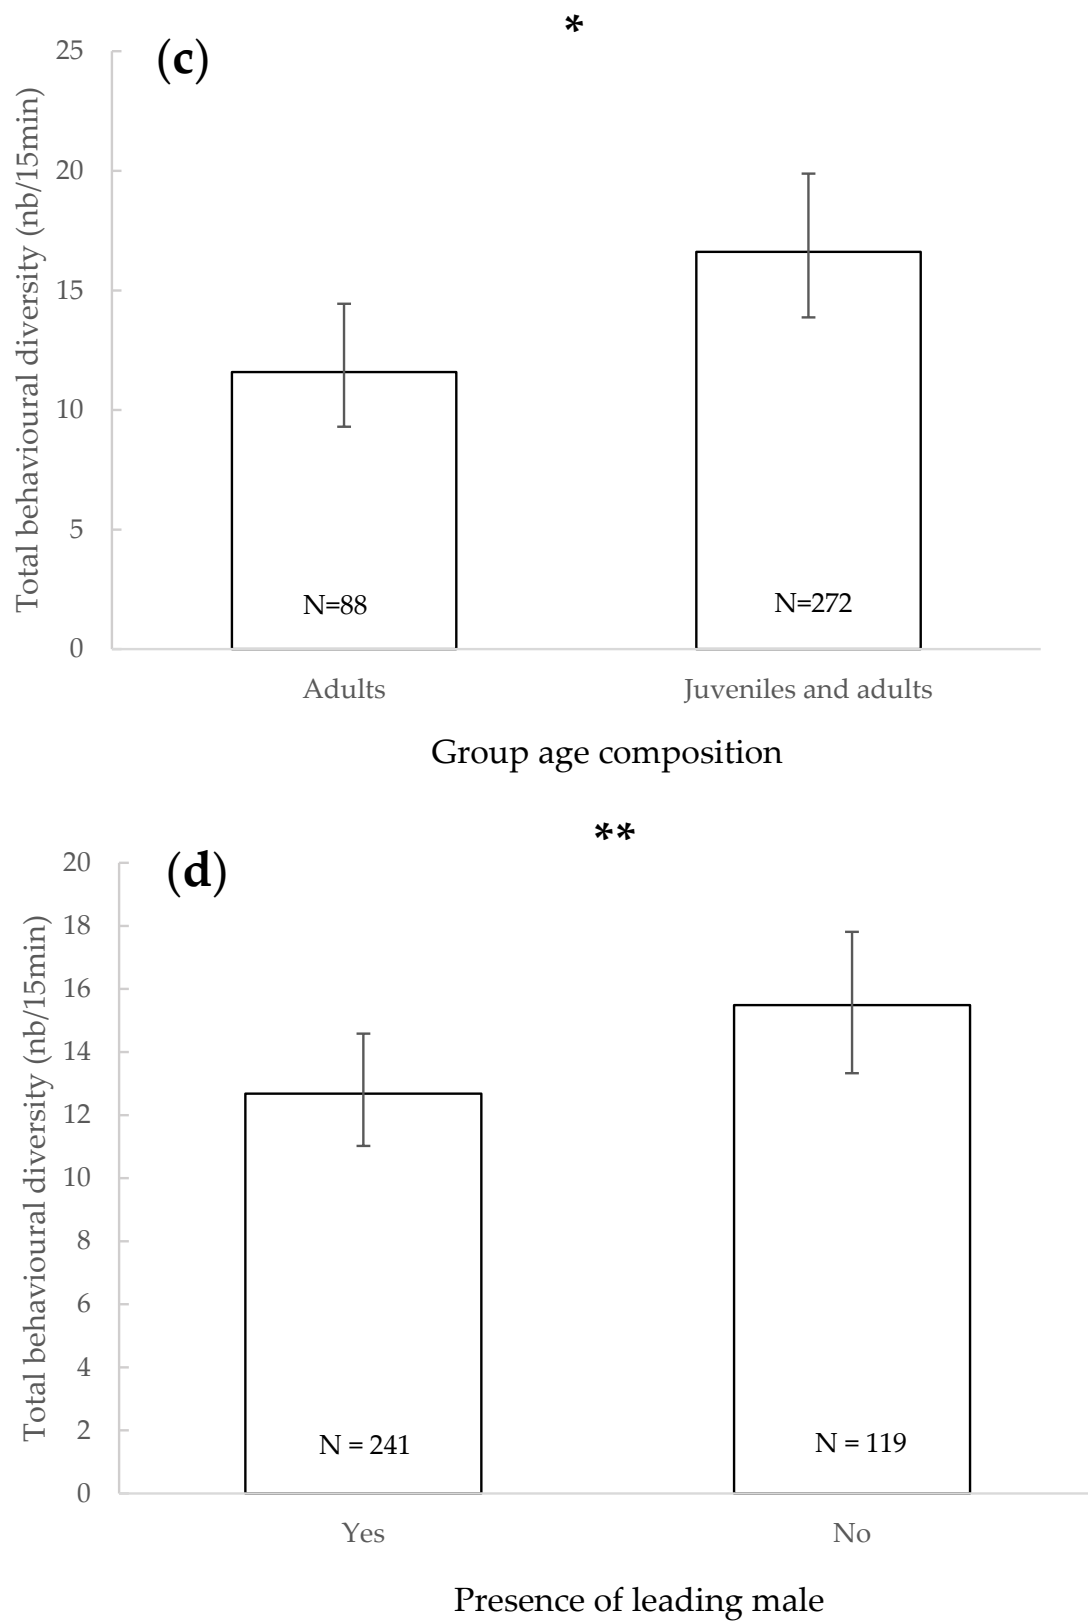 *
(c)
Total behavioural diversity (nb/15min)
25
20
15
10
5
0
N=88
N=272
Adults
Juveniles and adults
Group age composition
**
(d)
Total behavioural diversity (nb/15min)
20
18
16
14
12
10
8
6
4
2
0
N = 241
N = 119
Yes
No
Presence of leading male